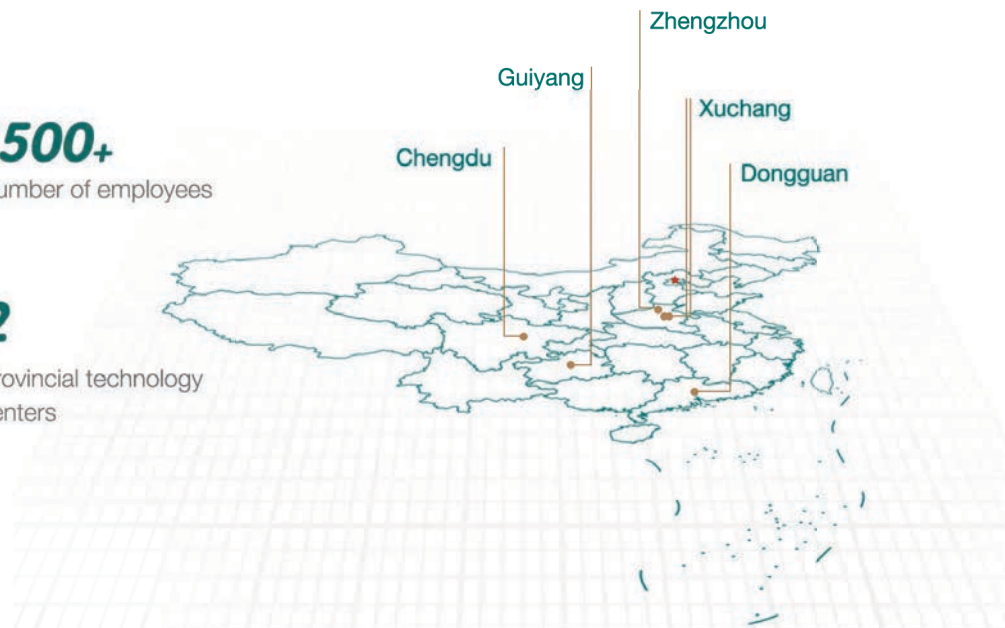 Zhengzhou
Guiyang
Xuchang
500+
Chengdu
Dongguan
umber of employees
2
rovincial technology
enters